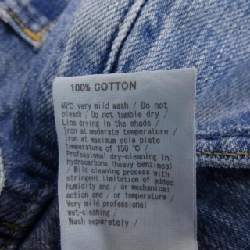 100% COTTON
40°C very mild wash / Do not
bleach / Do not tumble dry /
Line drying in the shade /
Iron at moderate temperature /
Iron at maximum sole plate
temperature of 150 °C /
Professional dry-cleaning in
hydrocarbons (heavy benzines)
/ Mild cleaning process with
stringent limitation of added
humidity and / or mechanical
action and / or temperature /
Very mild professional
wet-cleaning /
Wash separately /